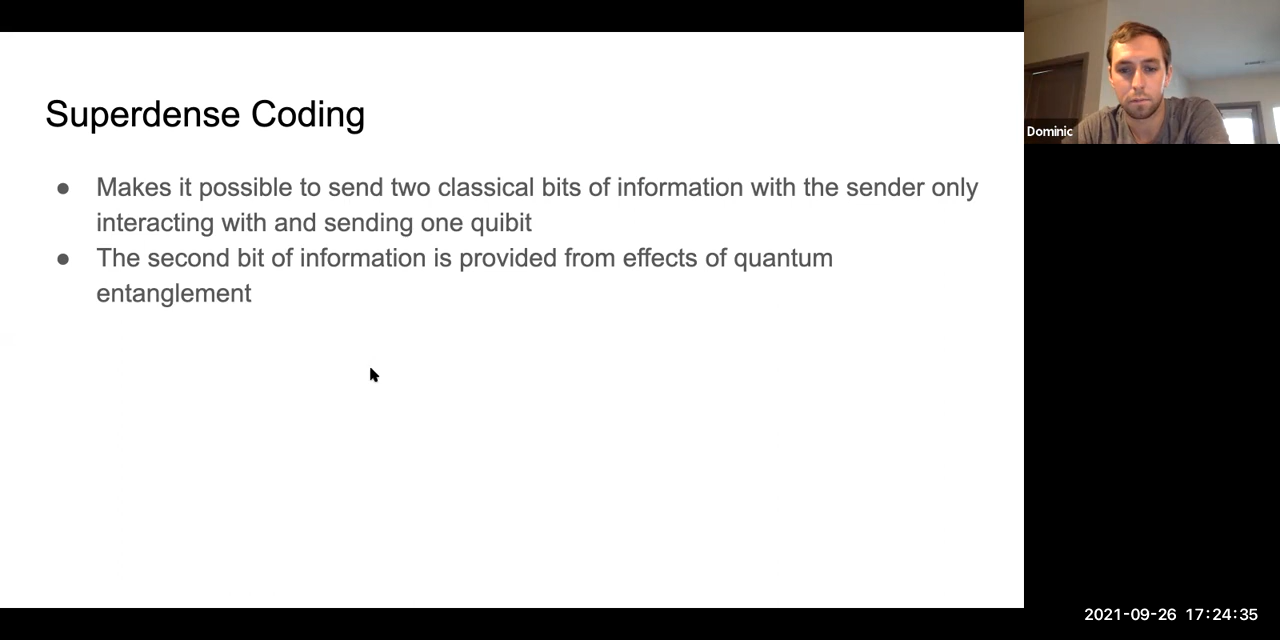 Superdense Coding
● Makes it possible to send two classical bits of information with the sender only
interacting with and sending one quibit
● The second bit of information is provided from effects of quantum
entanglement
Dominic
2021-09-26 17:24:35